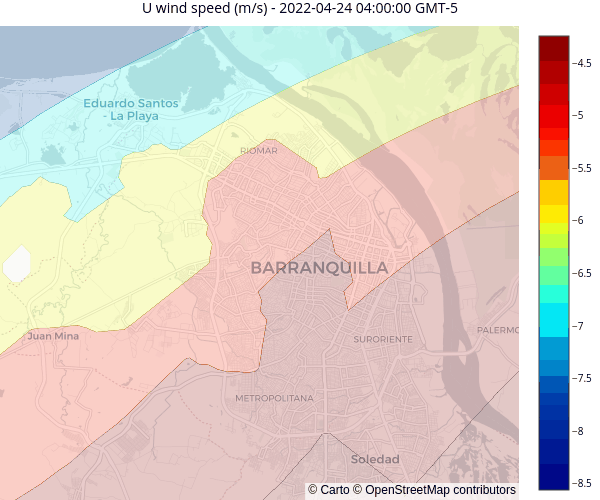 U wind speed (m/s) - 2022-04-24 04:00:00 GMT-5
Eduardo Santos
- La Playa
RIOMAR
BARRANQUILLA
Juan Mina
SURORIENTE
PALERMO
METROPOLITANA
Soledad
© Carto © OpenStreetMap contributors
−4.5
−5
−5.5
−6
−6.5
−7
−7.5
−8
−8.5